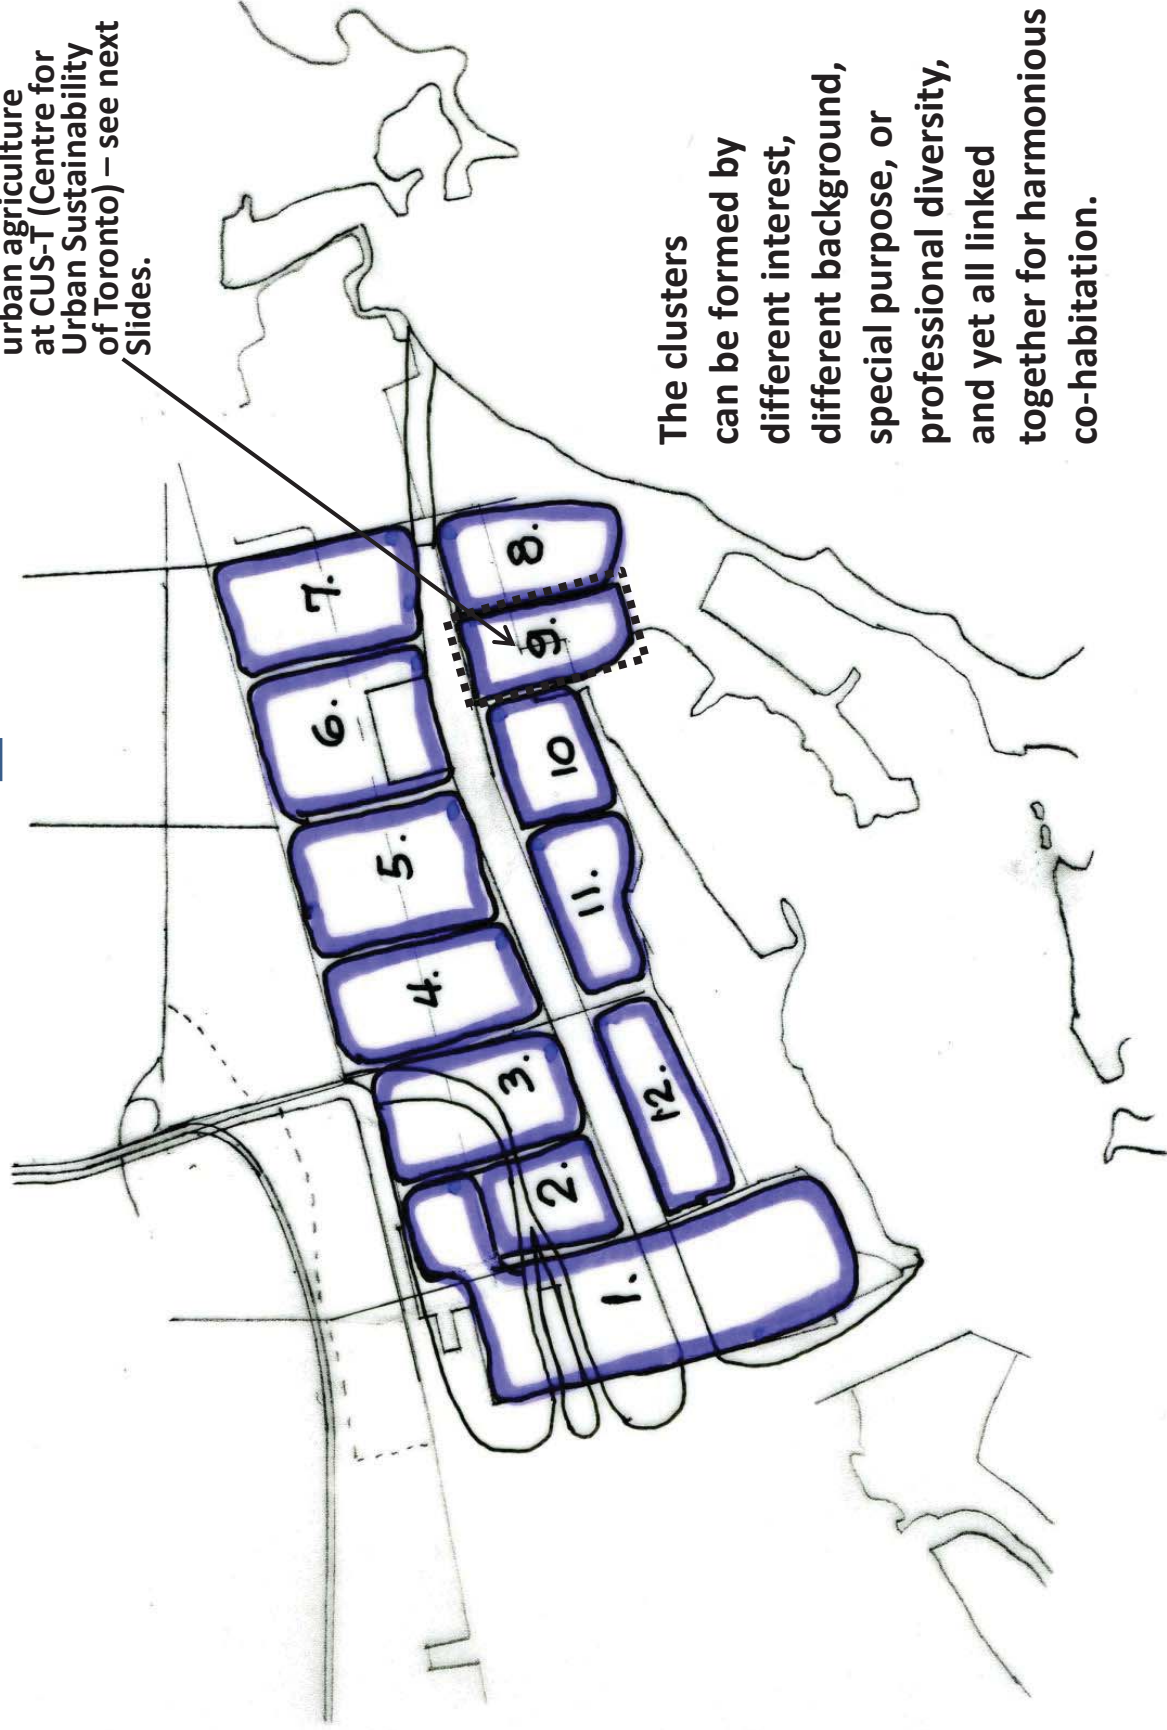 urban agriculture
at CUS-T (Centre for
Urban Sustainability
of Toronto) – see next
Slides.
7.
6.
5.
4.
3.
2.
1.
8.
9.
10
11.
12.
The clusters
can be formed by
different interest,
different background,
special purpose, or
professional diversity,
and yet all linked
together for harmonious
co-habitation.